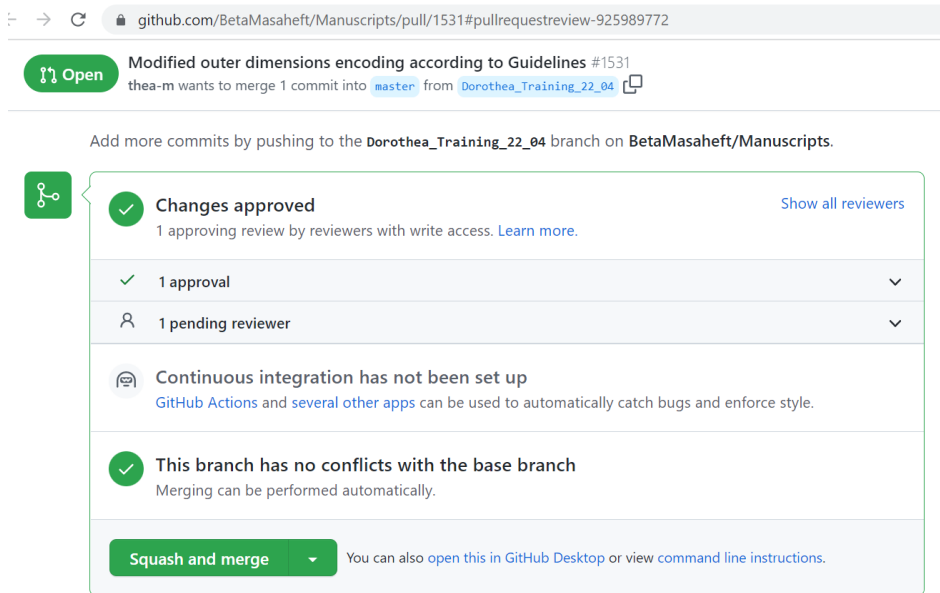 github.com/BetaMasaheft/Manuscripts/pull/1531#pullrequestreview-925989772
Open
Modified outer dimensions encoding according to Guidelines #1531
thea-m wants to merge 1 commit into master from Dorothea_Training_22_04
Add more commits by pushing to the Dorothea_Training_22_04 branch on BetaMasaheft/Manuscripts.
Changes approved
Show all reviewers
1 approving review by reviewers with write access. Learn more.
1 approval
1 pending reviewer
Continuous integration has not been set up
GitHub Actions and several other apps can be used to automatically catch bugs and enforce style.
This branch has no conflicts with the base branch
Merging can be performed automatically.
Squash and merge
You can also open this in GitHub Desktop or view command line instructions.